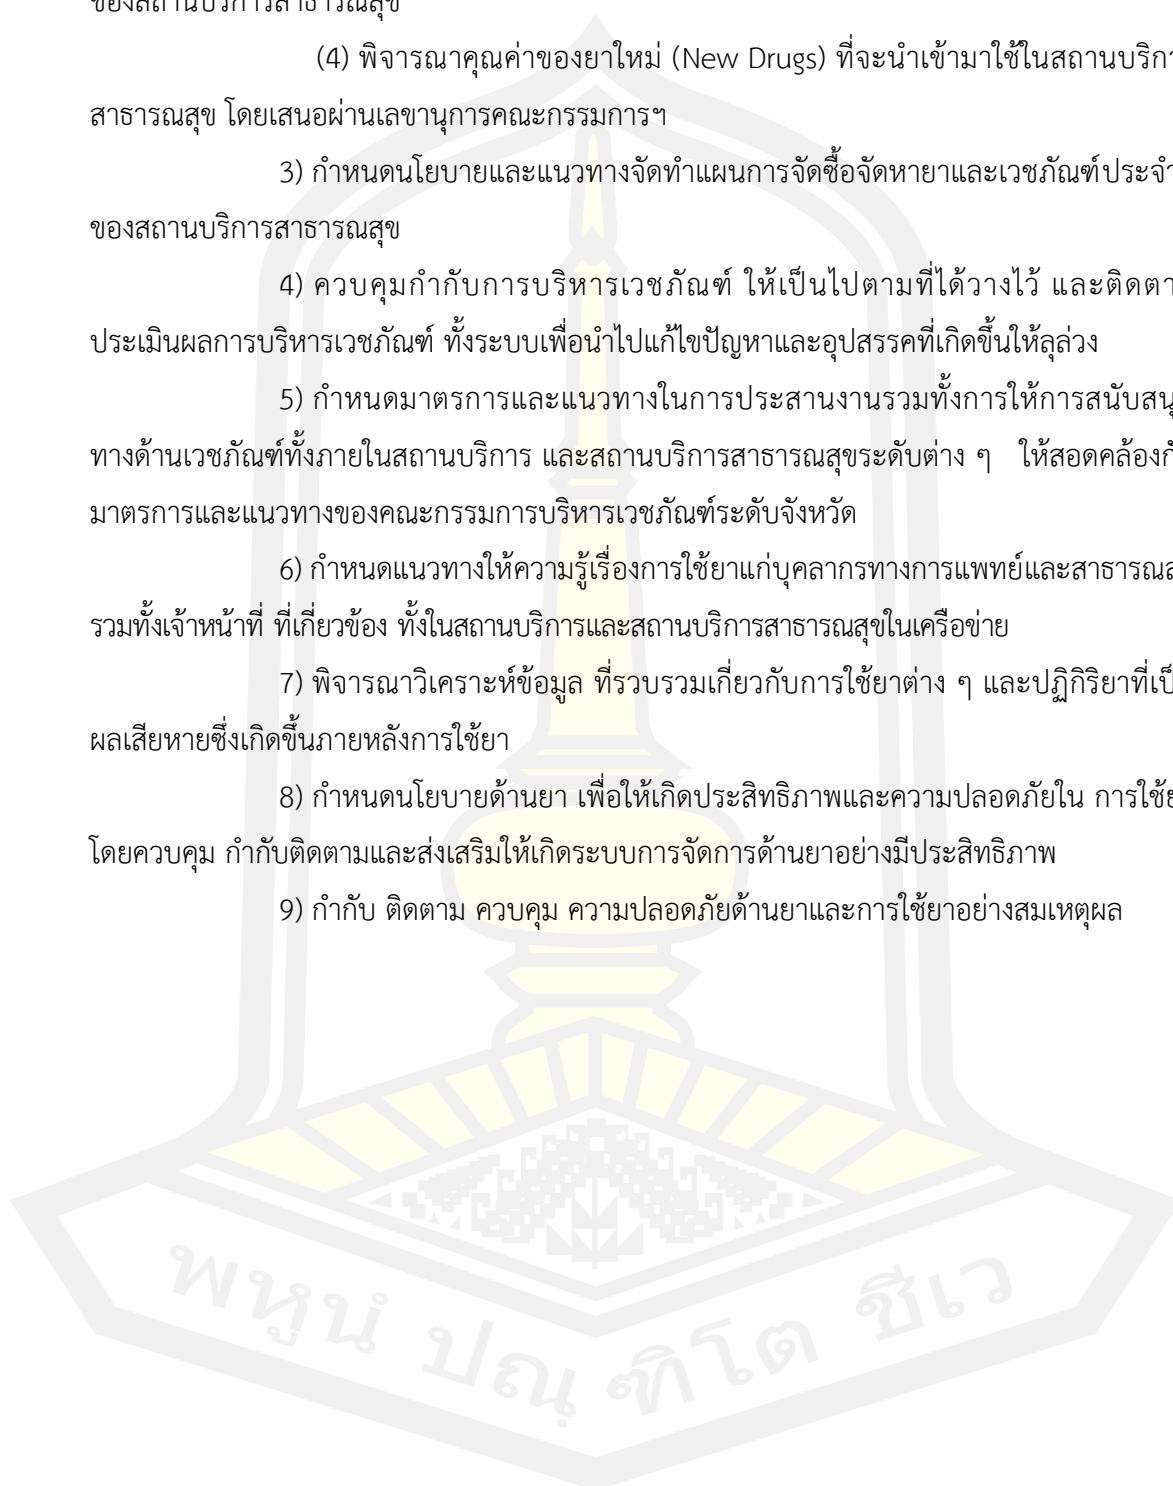 ของสถานบริการสาธารณสุข
(4) พิจารณาคุณค่าของยาใหม่ (New Drugs) ที่จะนำเข้ามาใช้ในสถานบริกา
สาธารณสุข โดยเสนอผ่านเลขานุการคณะกรรมการฯ
3) กำหนดนโยบายและแนวทางจัดทำแผนการจัดซื้อจัดหายาและเวชภัณฑ์ประจำ
ของสถานบริการสาธารณสุข
4) ควบคุมกำกับการบริหารเวชภัณฑ์ ให้เป็นไปตามที่ได้วางไว้ และติดตา
ประเมินผลการบริหารเวชภัณฑ์ ทั้งระบบเพื่อนำไปแก้ไขปัญหาและอุปสรรคที่เกิดขึ้นให้ลุล่วง
5) กำหนดมาตรการและแนวทางในการประสานงานรวมทั้งการให้การสนับสนุ
ทางด้านเวชภัณฑ์ทั้งภายในสถานบริการ และสถานบริการสาธารณสุขระดับต่าง ๆ ให้สอดคล้องกั
มาตรการและแนวทางของคณะกรรมการบริหารเวชภัณฑ์ระดับจังหวัด
6) กำหนดแนวทางให้ความรู้เรื่องการใช้ยาแก่บุคลากรทางการแพทย์และสาธารณส
รวมทั้งเจ้าหน้าที่ ที่เกี่ยวข้อง ทั้งในสถานบริการและสถานบริการสาธารณสุขในเครือข่าย
7) พิจารณาวิเคราะห์ข้อมูล ที่รวบรวมเกี่ยวกับการใช้ยาต่าง ๆ และปฏิกิริยาที่เป็
ผลเสียหายซึ่งเกิดขึ้นภายหลังการใช้ยา
8) กำหนดนโยบายด้านยา เพื่อให้เกิดประสิทธิภาพและความปลอดภัยใน การใช้ย
โดยควบคุม กำกับติดตามและส่งเสริมให้เกิดระบบการจัดการด้านยาอย่างมีประสิทธิภาพ
9) กำกับ ติดตาม ควบคุม ความปลอดภัยด้านยาและการใช้ยาอย่างสมเหตุผล
พหูนํ ปณฺฑิโต ชีเว